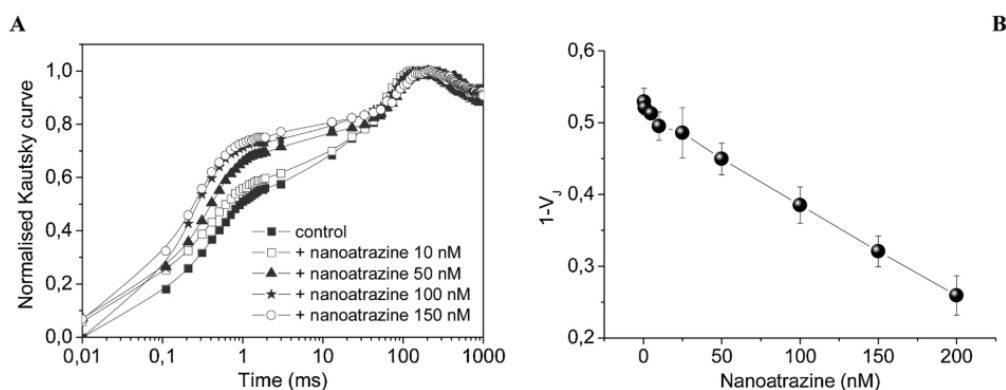 A
Normalised Kautsky curve
1,0
0,8
0,6
0,4
0,2
0,0
control
+ nanoatrazine 10 nM
+ nanoatrazine 50 nM
+ nanoatrazine 100 nM
+ nanoatrazine 150 nM
0,01 0,1 1 10 100 1000
Time (ms)
B
1-VJ
0,6
0,5
0,4
0,3
0,2
0 50 100 150 200
Nanoatrazine (nM)